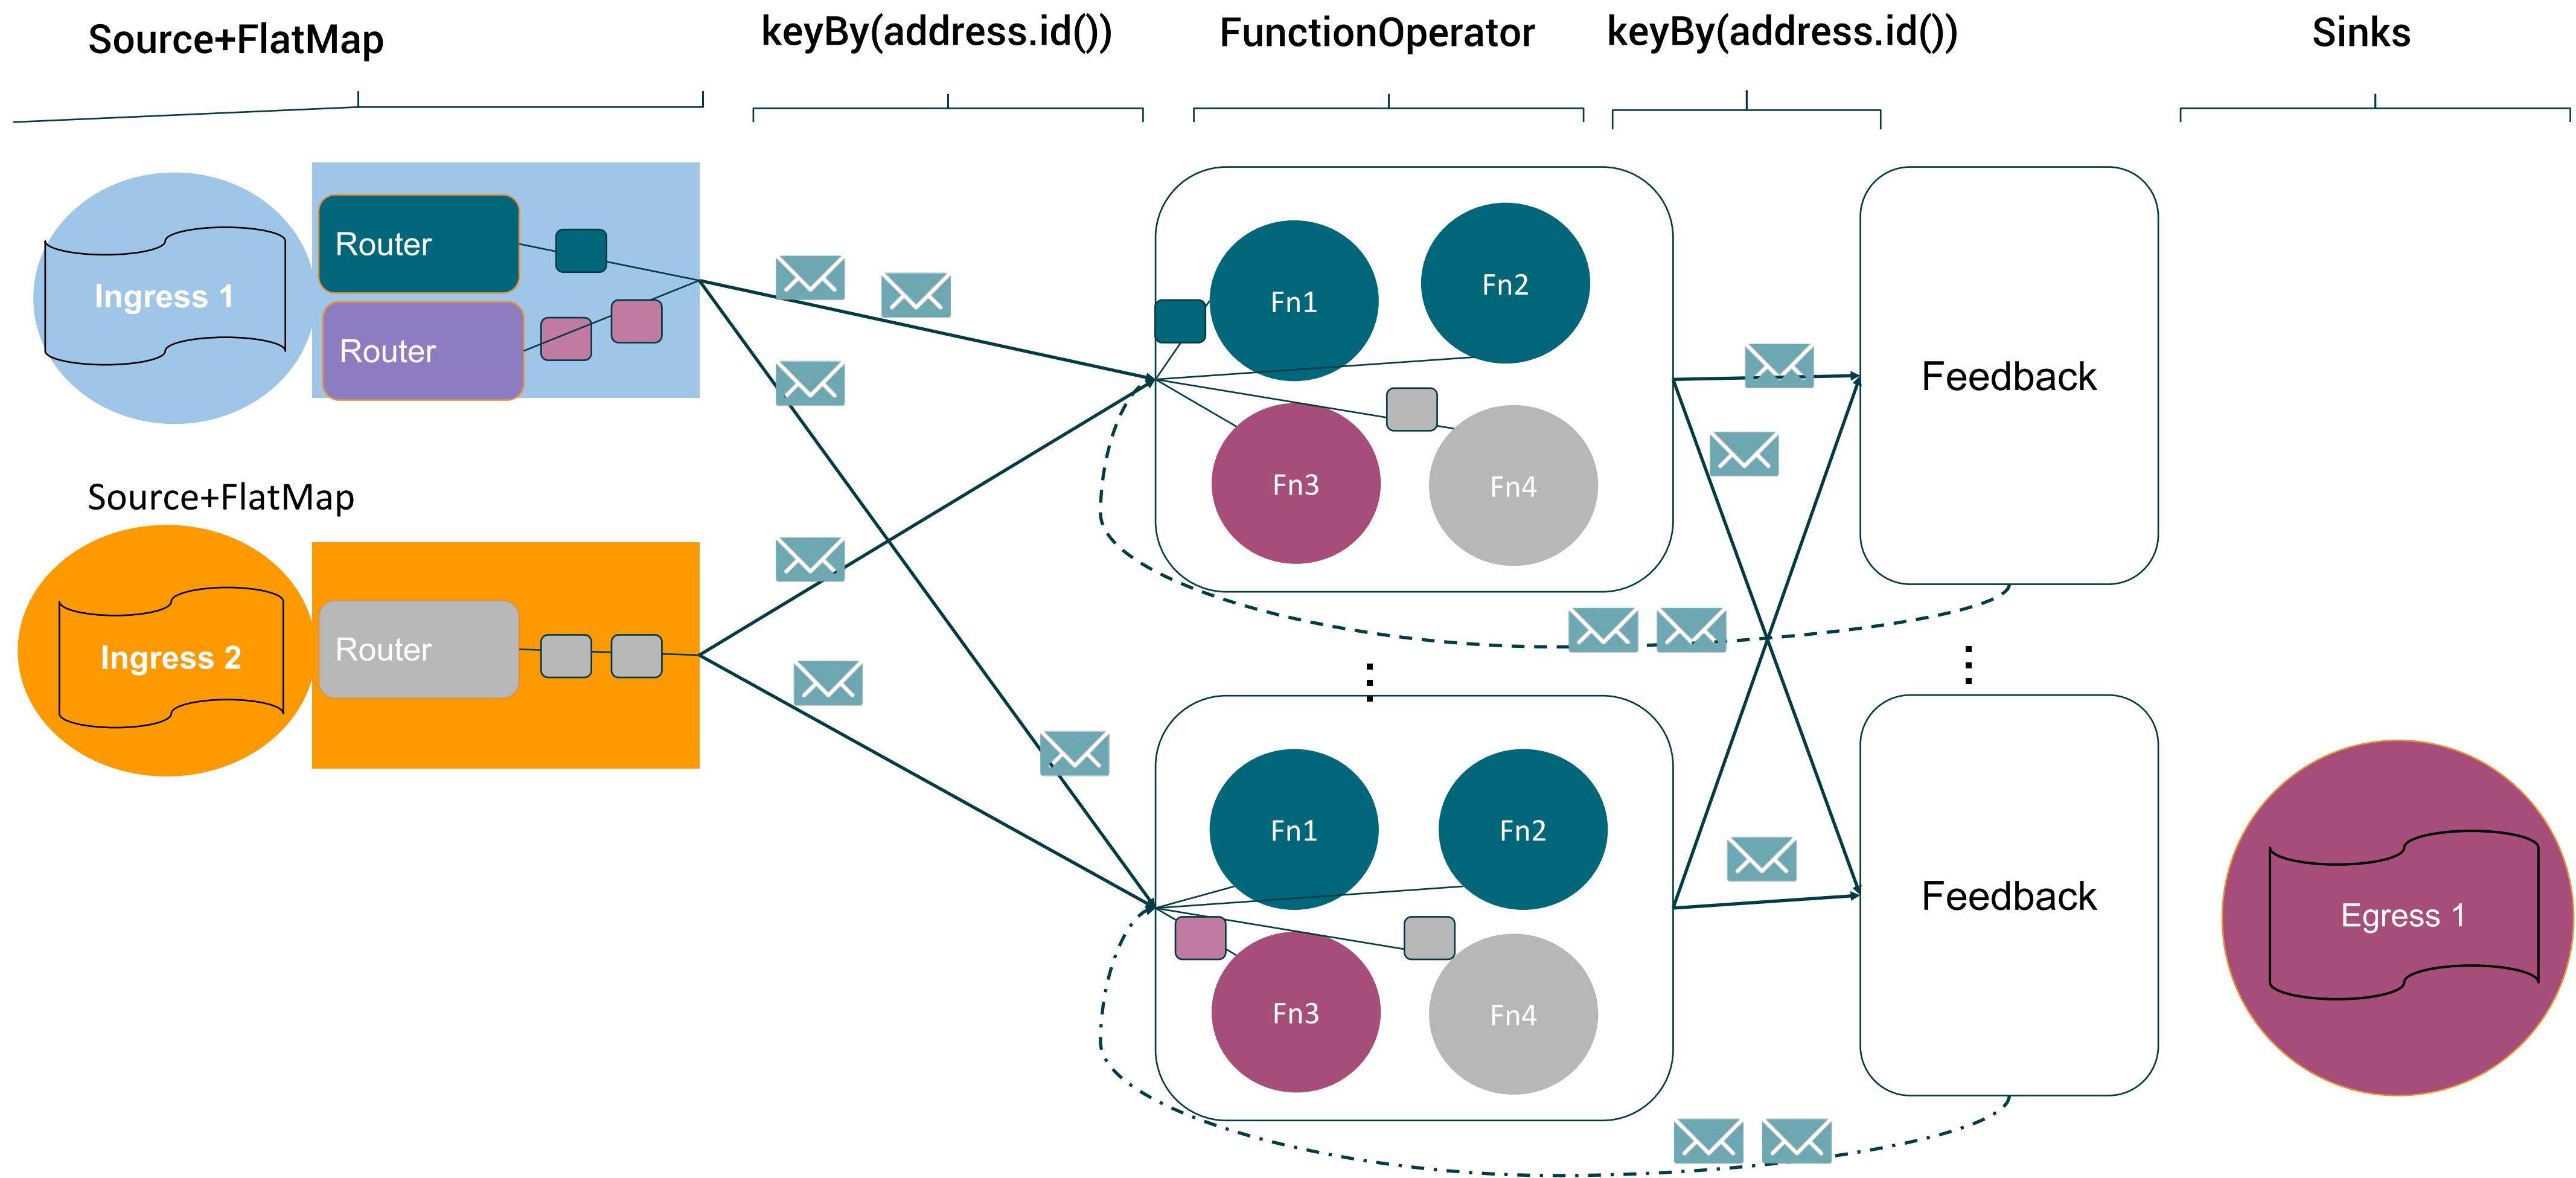 Source+FlatMap
keyBy(address.id())
FunctionOperator
keyBy(address.id())
Sinks
Ingress 1
Router
Router
Fn1
Fn2
Fn3
Fn4
Feedback
Source+FlatMap
Ingress 2
Router
Fn1
Fn2
Fn3
Fn4
Feedback
Egress 1